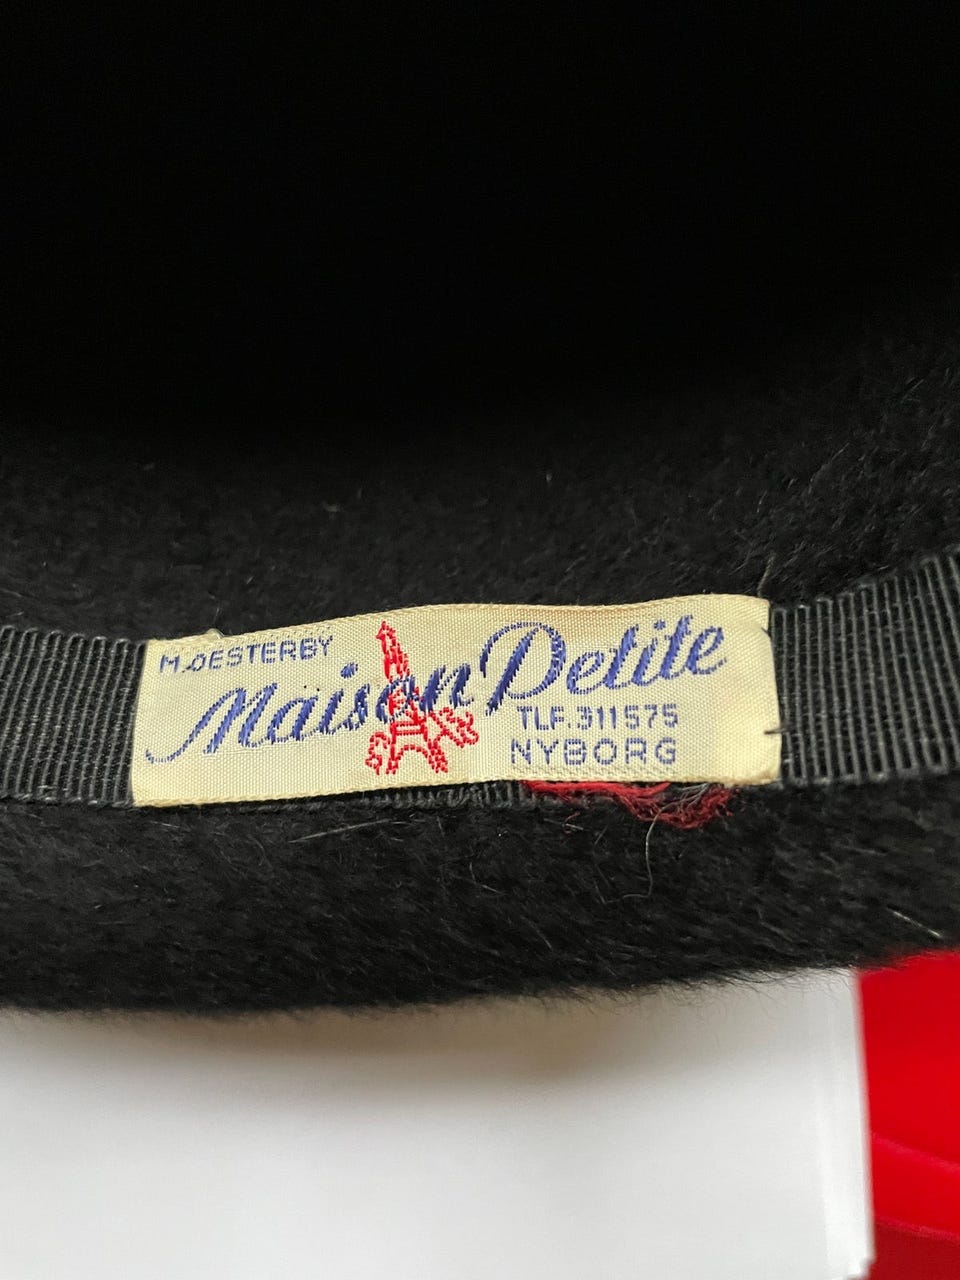 M.OESTERBY
Maison Petite
TLF. 311575
NYBORG